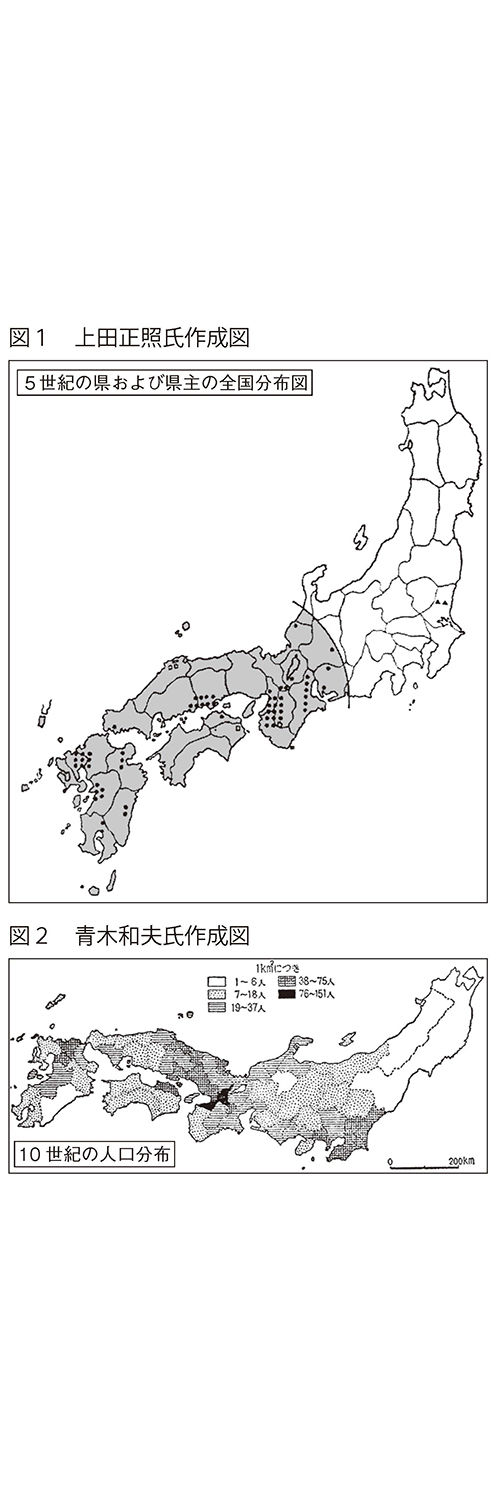 図1　上田正照氏作成図
5世紀の県および県主の全国分布図
図2　青木和夫氏作成図
1㎢につき
1～6人
7～18人
19～37人
38～75人
76～151人
10世紀の人口分布
0 200km